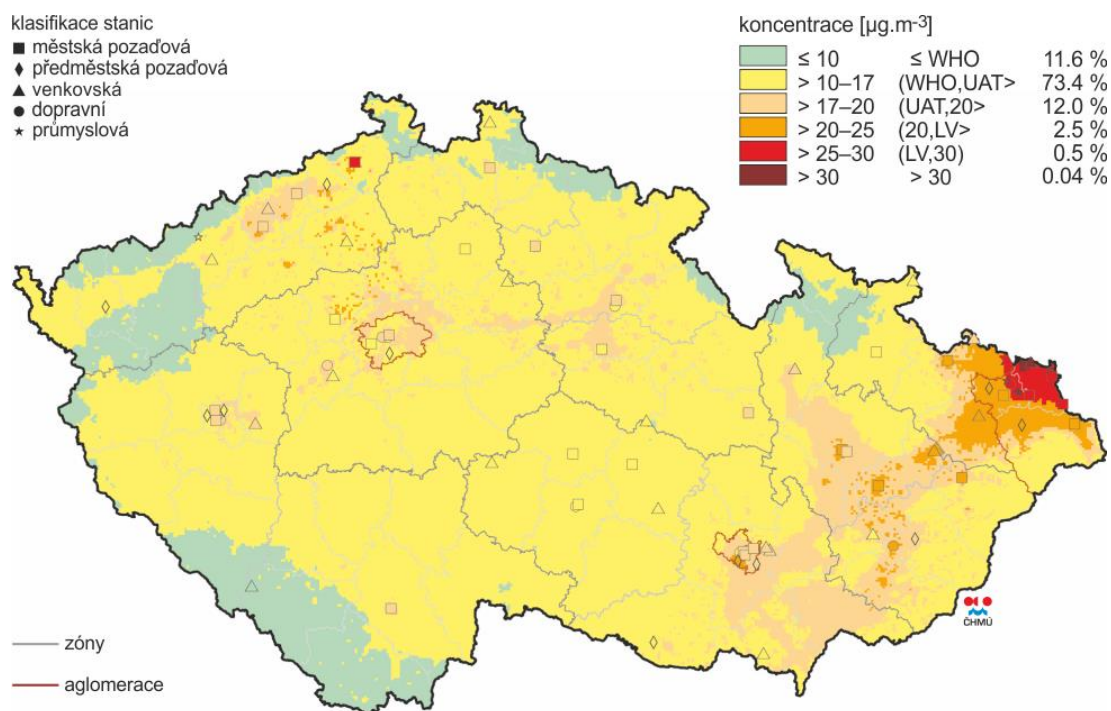 klasifikace stanic
městská pozaďová
předměstská pozaďová
venkovská
dopravní
průmyslová
koncentrace [µg.m-3]
≤ 10 ≤ WHO 11.6 %
> 10–17 (WHO,UAT> 73.4 %
> 17–20 (UAT,20> 12.0 %
> 20–25 (20,LV> 2.5 %
> 25–30 (LV,30) 0.5 %
> 30 > 30 0.04 %
ČHMÚ
zóny
aglomerace